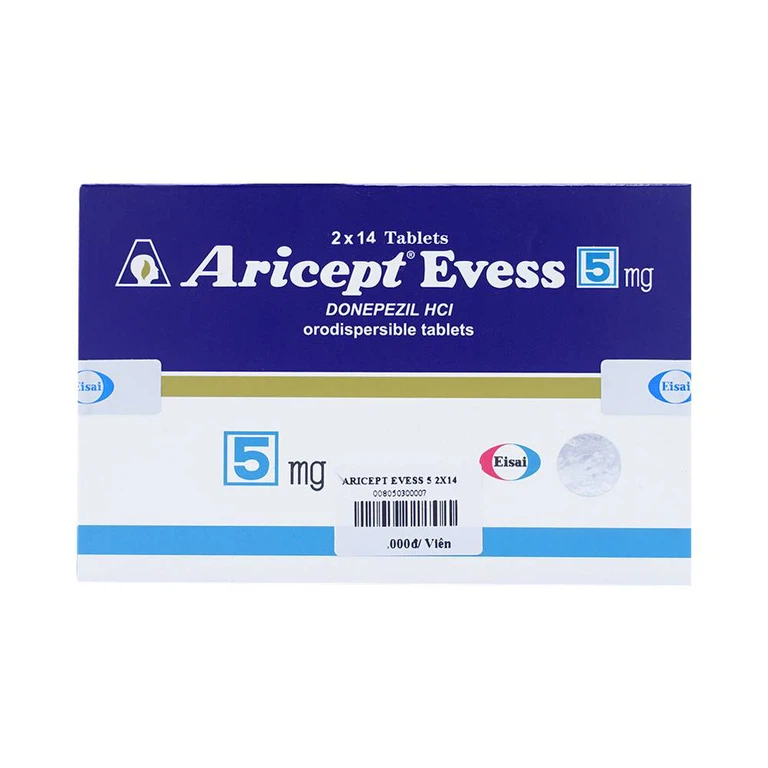 2 x 14 Tablets
Aricept® Evess 5 mg
DONEPEZIL HCl
orodispersible tablets
Eisai
Eisai
5 mg
Eisai
ARICEPT EVESS 5 2X14
008050300007
.000đ/ Viên